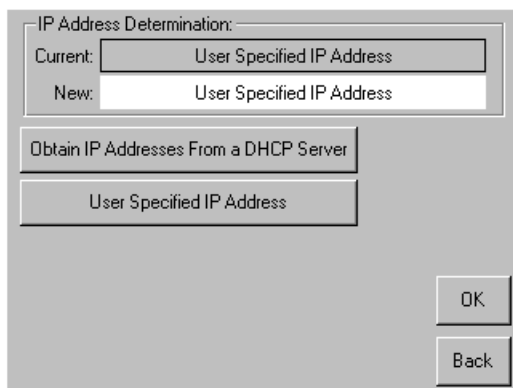 IP Address Determination:
Current: User Specified IP Address
New: User Specified IP Address
Obtain IP Addresses From a DHCP Server
User Specified IP Address
OK
Back